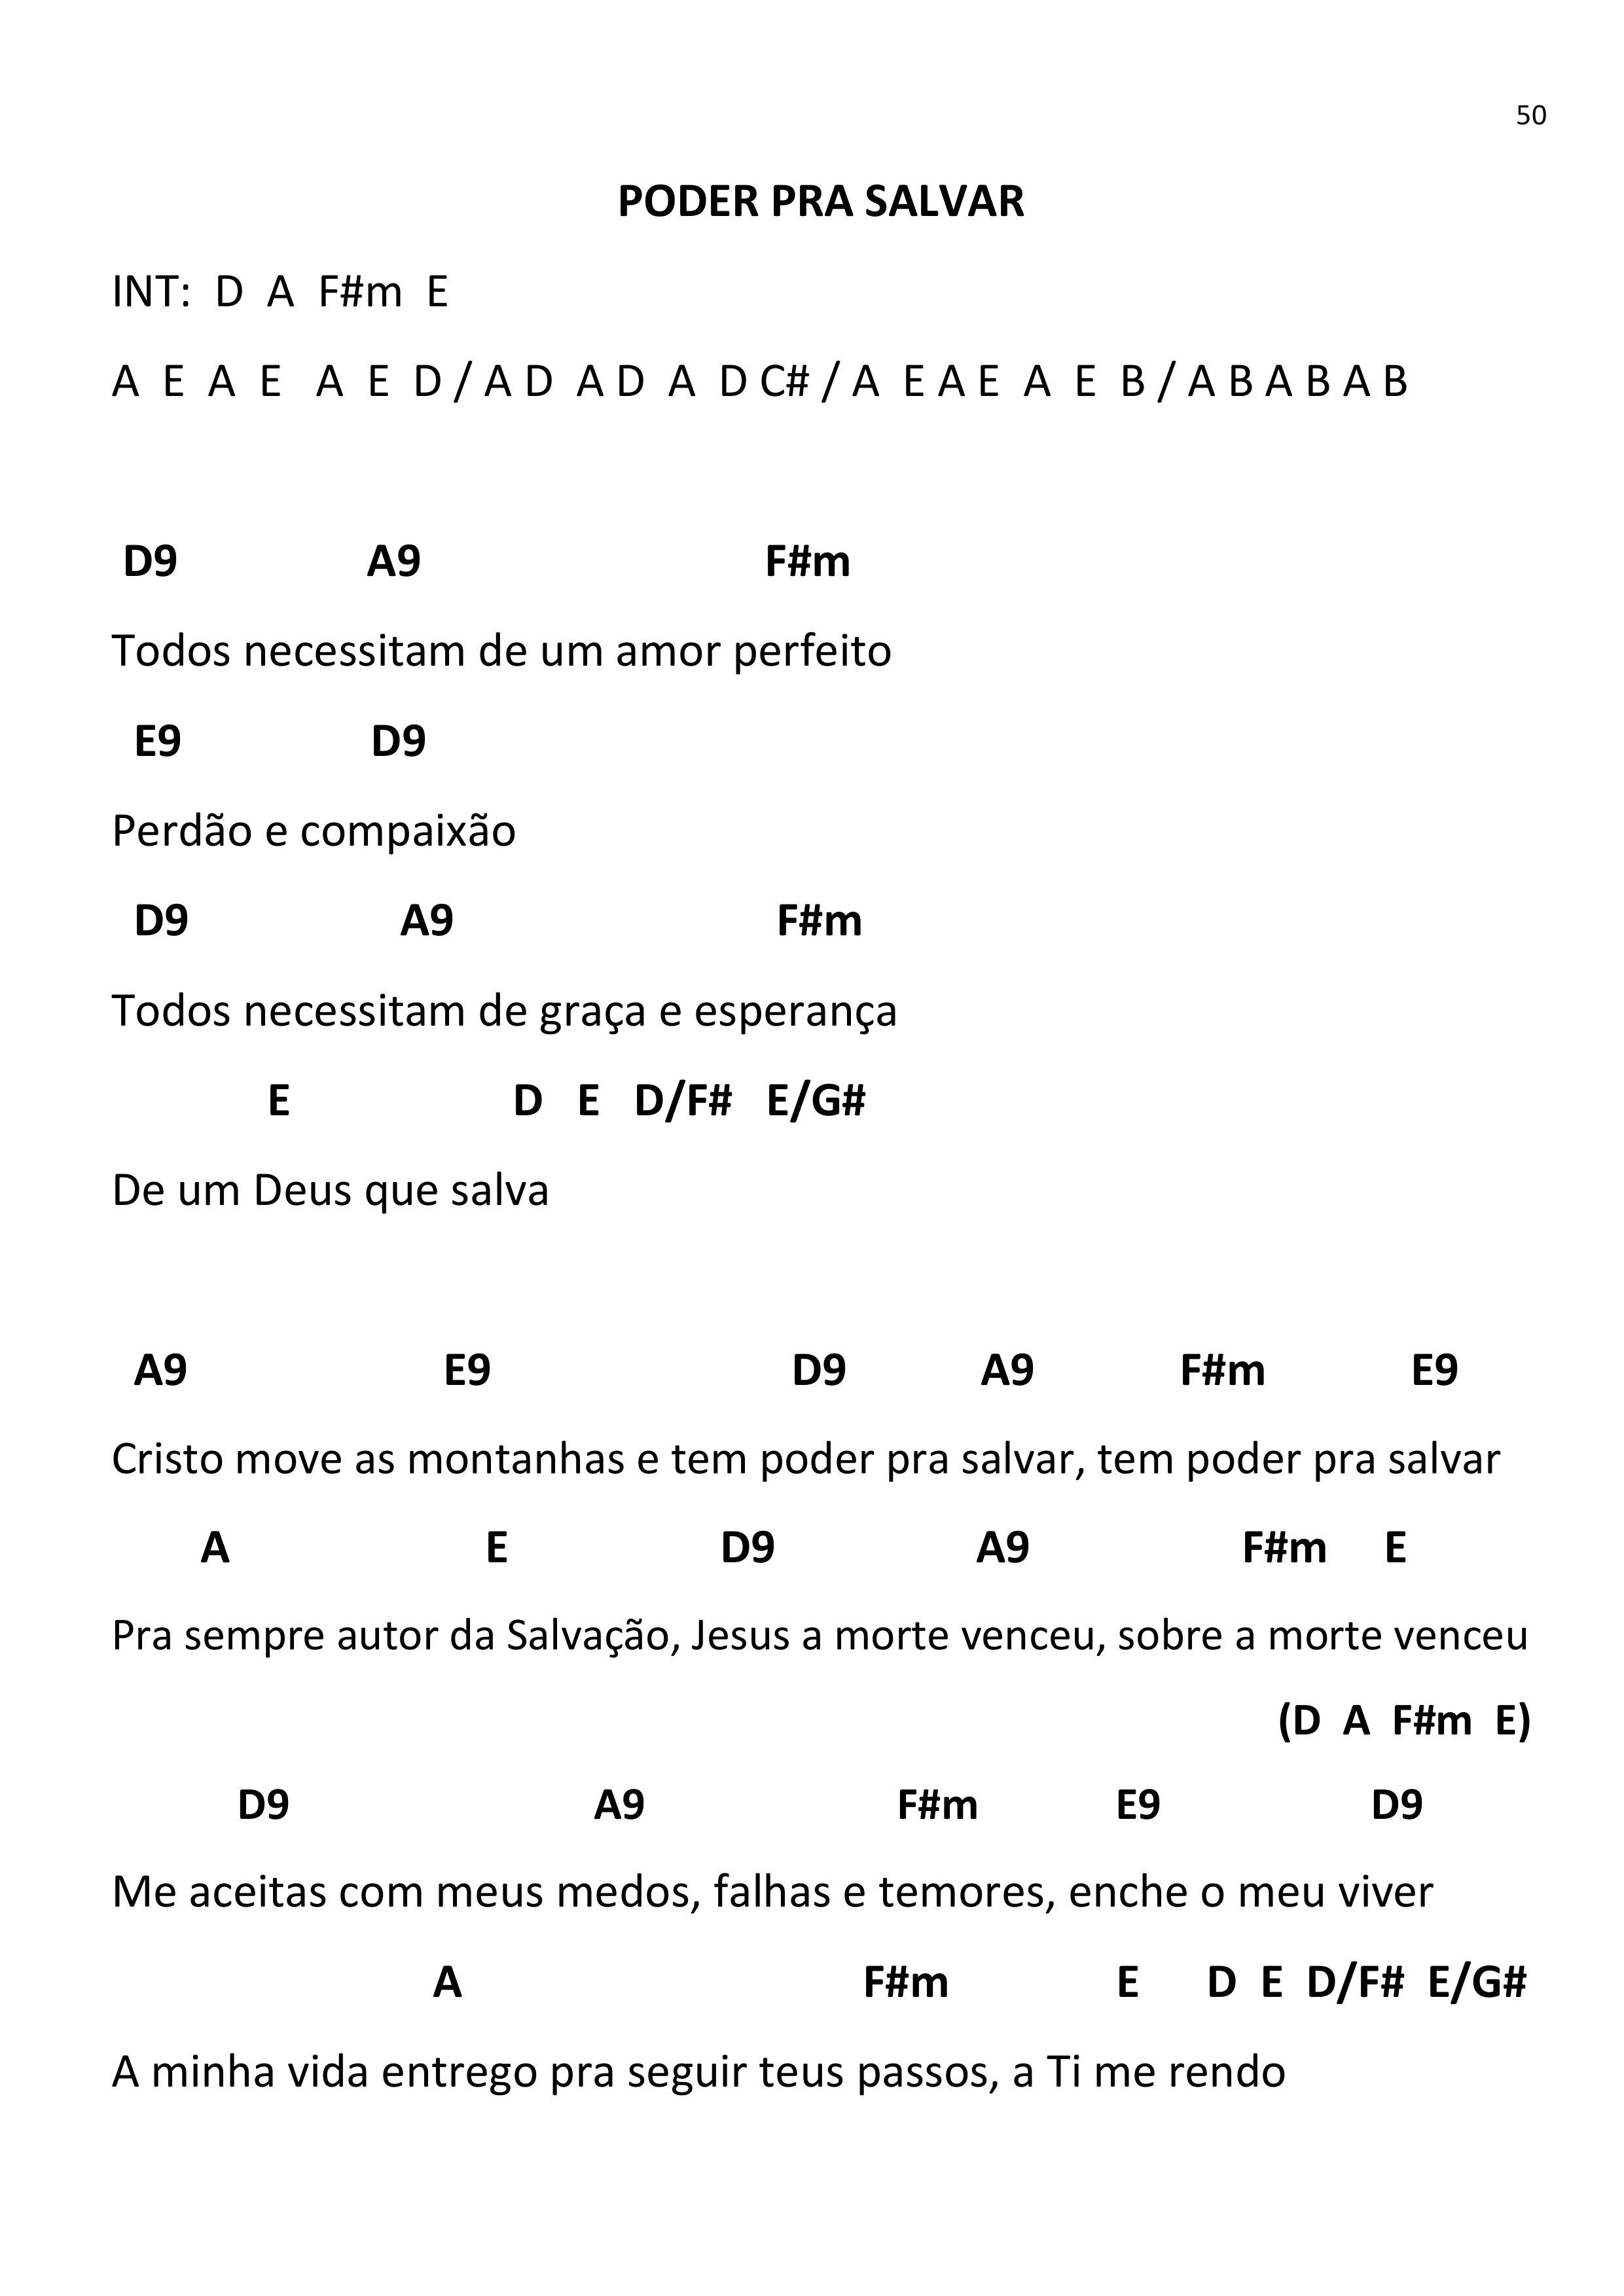 50
PODER PRA SALVAR
INT: D A F#m E
A E A E A E D / A D A D A D C# / A E A E A E B / A B A B A B
D9 A9 F#m
Todos necessitam de um amor perfeito
E9 D9
Perdão e compaixão
D9 A9 F#m
Todos necessitam de graça e esperança
E D E D/F# E/G#
De um Deus que salva
A9 E9 D9 A9 F#m E9
Cristo move as montanhas e tem poder pra salvar, tem poder pra salvar
A E D9 A9 F#m E
Pra sempre autor da Salvação, Jesus a morte venceu, sobre a morte venceu
(D A F#m E)
D9 A9 F#m E9 D9
Me aceitas com meus medos, falhas e temores, enche o meu viver
A F#m E D E D/F# E/G#
A minha vida entrego pra seguir teus passos, a Ti me rendo